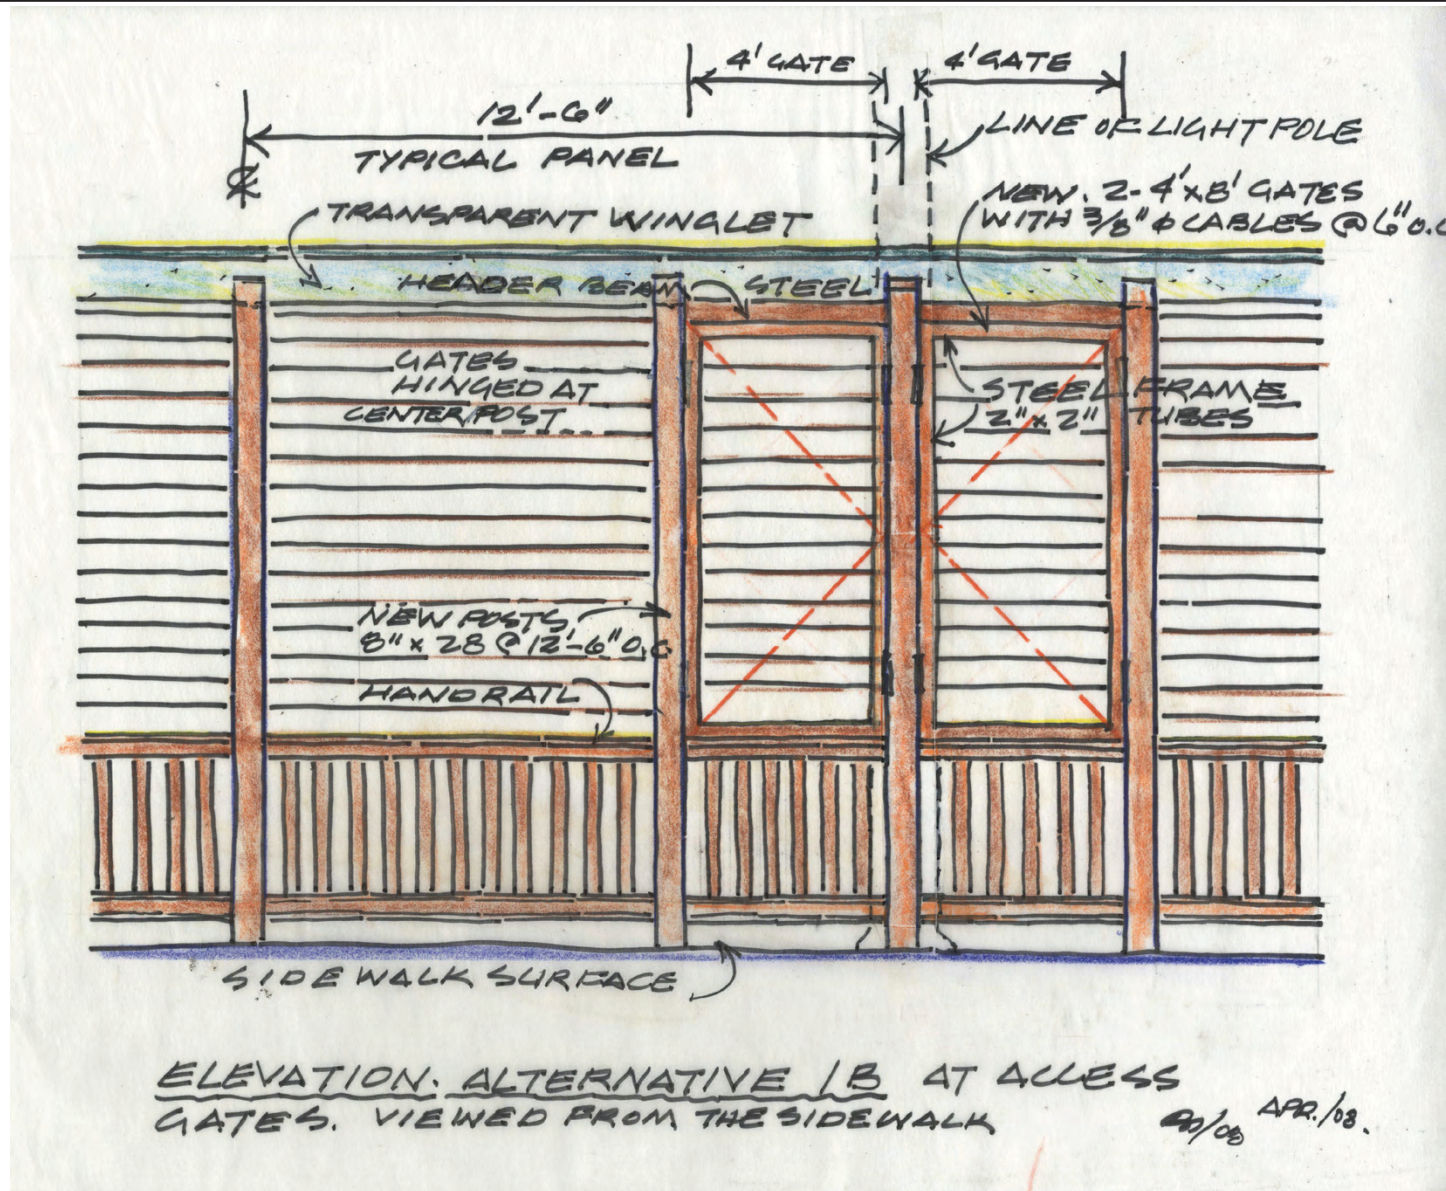 4' GATE
4' GATE
12'-6"
TYPICAL PANEL
LINE OF LIGHT POLE
NEW. 2-4'x8' GATES
WITH 3/8" ϕ CABLES @ 6" O.C
TRANSPARENT WINGLET
HEADER BEAM STEEL
GATES
HINGED AT
CENTER POST
STEEL FRAME
2" x 2" TUBES
NEW POSTS
8" x 28 @ 12'-6" O.C
HANDRAIL
SIDEWALK SURFACE
ELEVATION. ALTERNATIVE 1B AT ACCESS
GATES. VIEWED FROM THE SIDEWALK
/08 APR./08.